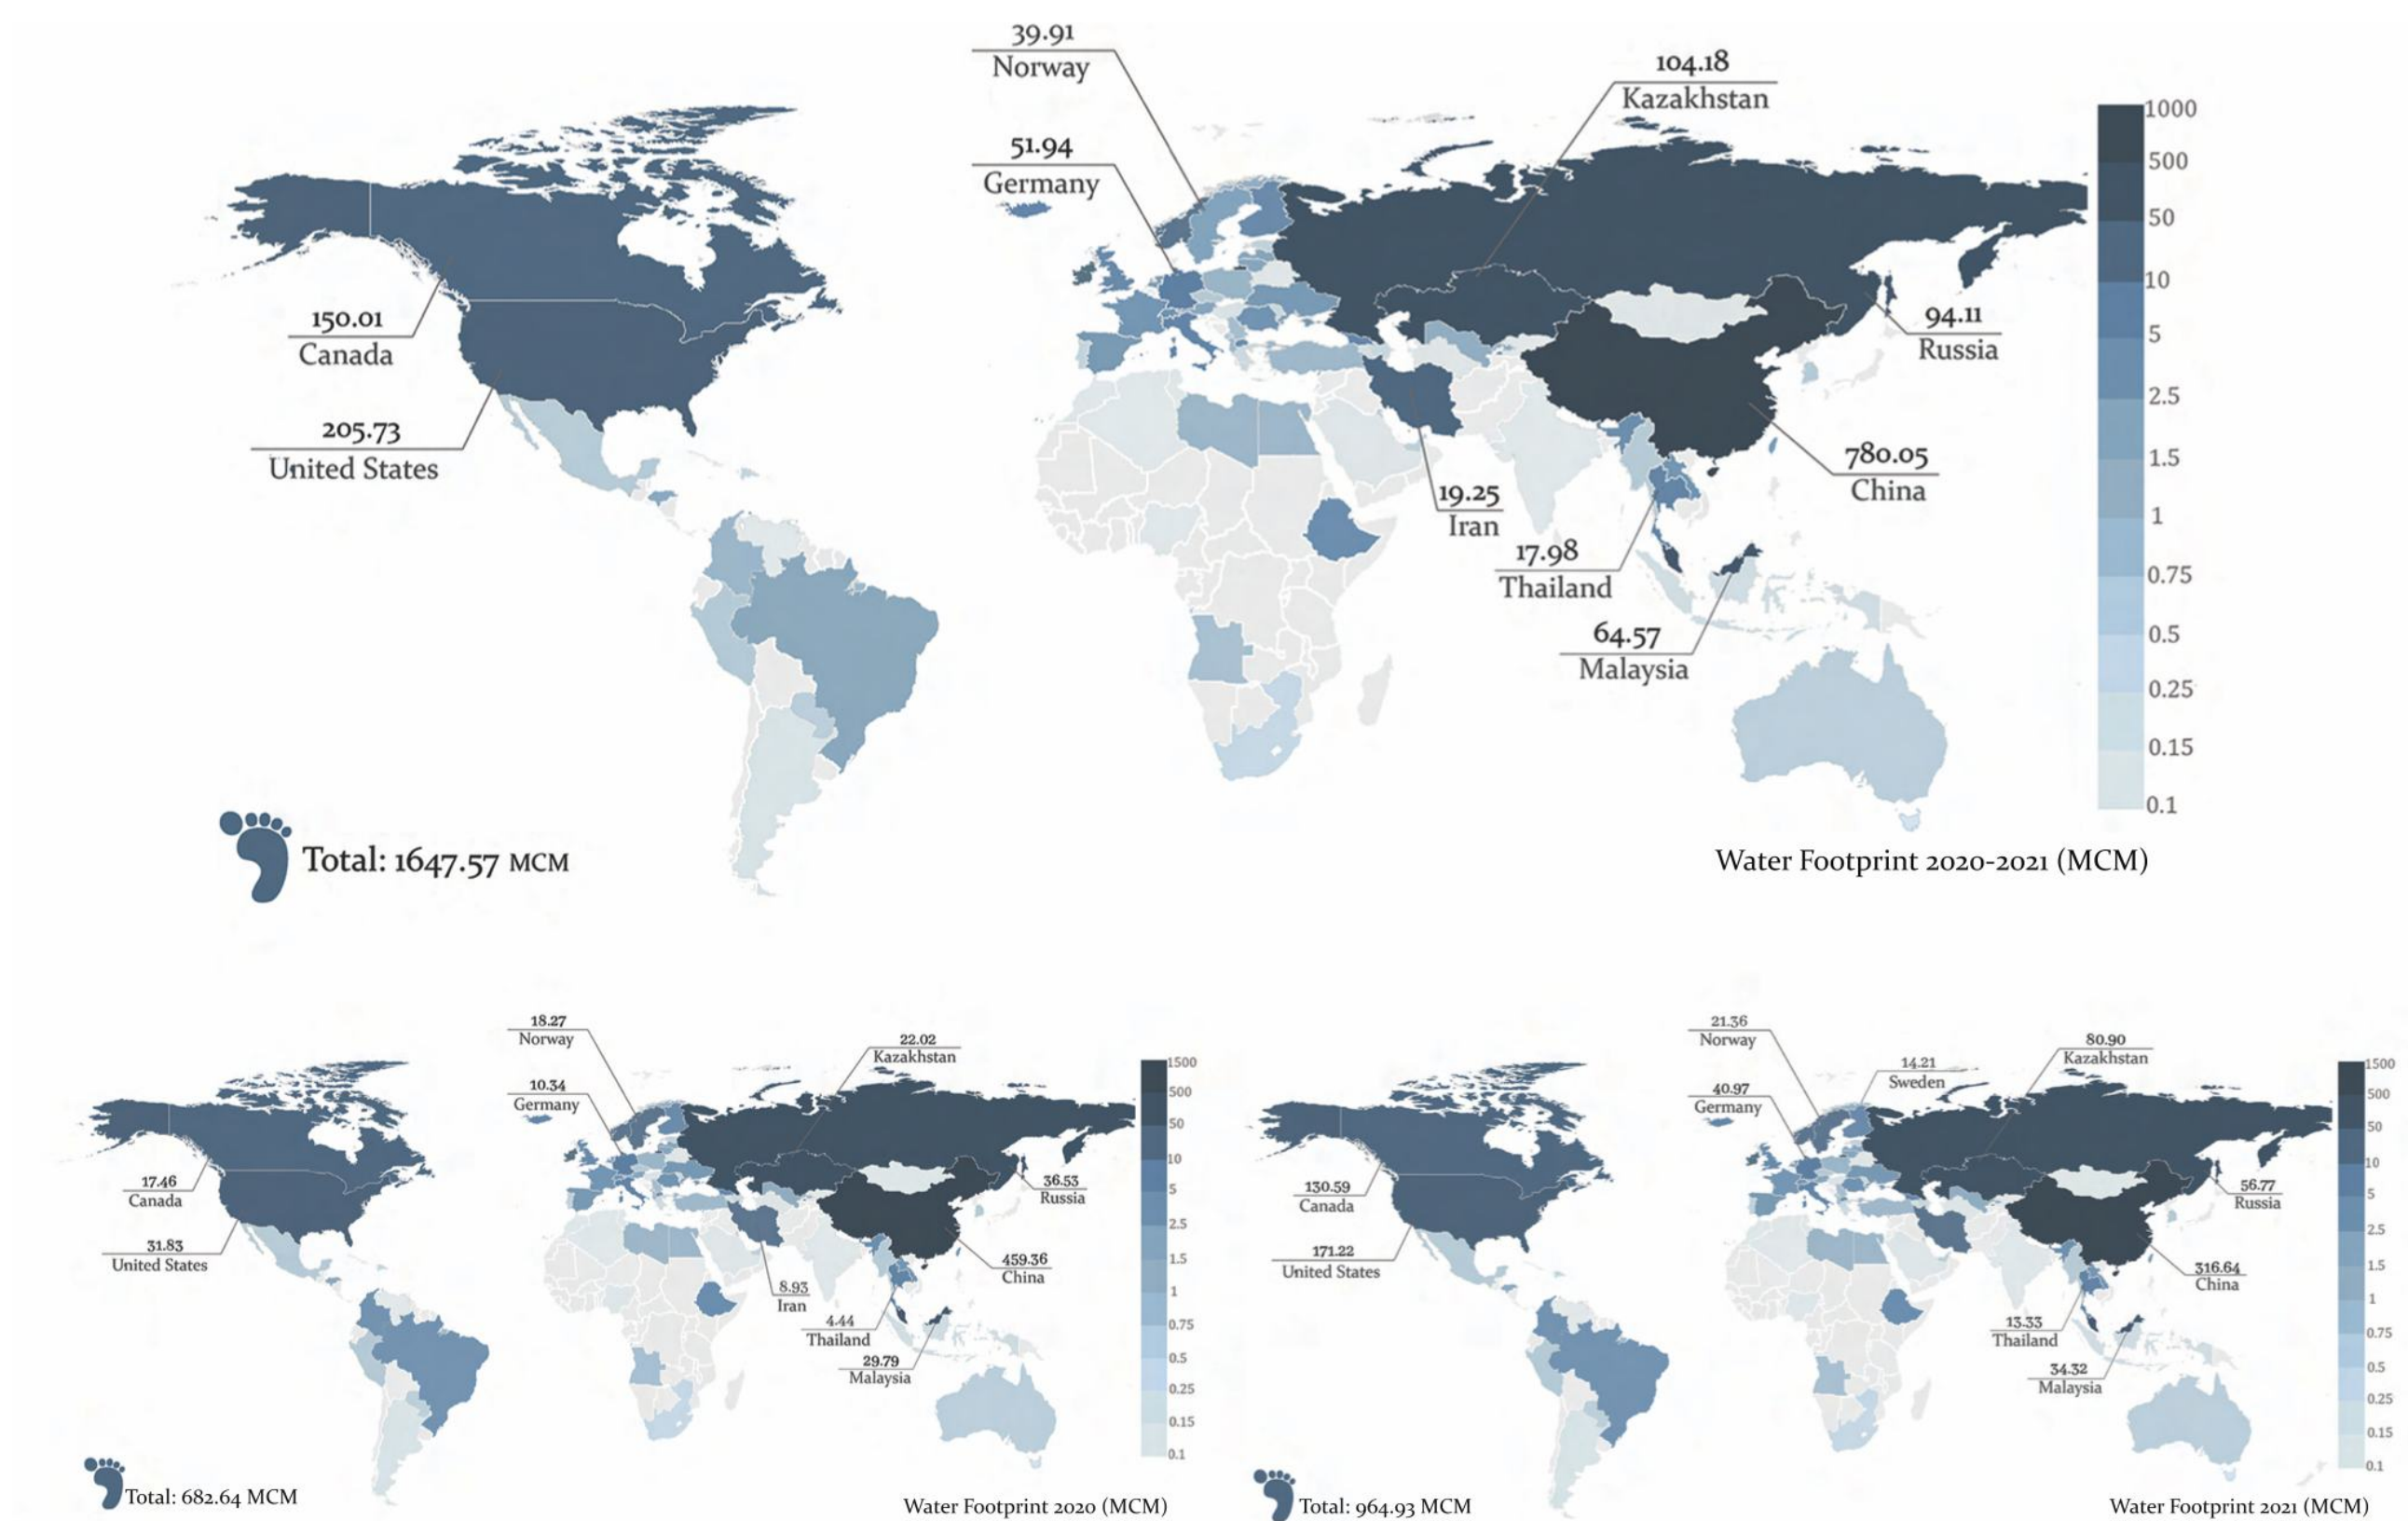 39.91
Norway
104.18
Kazakhstan
51.94
Germany
150.01
Canada
205.73
United States
94.11
Russia
780.05
China
19.25
Iran
17.98
Thailand
64.57
Malaysia
1000
500
50
10
5
2.5
1.5
1
0.75
0.5
0.25
0.15
0.1
Total: 1647.57 MCM
Water Footprint 2020-2021 (MCM)
18.27
Norway
22.02
Kazakhstan
10.34
Germany
17.46
Canada
31.83
United States
36.53
Russia
459.36
China
8.93
Iran
4.44
Thailand
29.79
Malaysia
1500
500
50
10
5
2.5
1.5
1
0.75
0.5
0.25
0.15
0.1
Total: 682.64 MCM
Water Footprint 2020 (MCM)
21.36
Norway
14.21
Sweden
80.90
Kazakhstan
40.97
Germany
130.59
Canada
171.22
United States
56.77
Russia
316.64
China
13.33
Thailand
34.32
Malaysia
1500
500
50
10
5
2.5
1.5
1
0.75
0.5
0.25
0.15
0.1
Total: 964.93 MCM
Water Footprint 2021 (MCM)